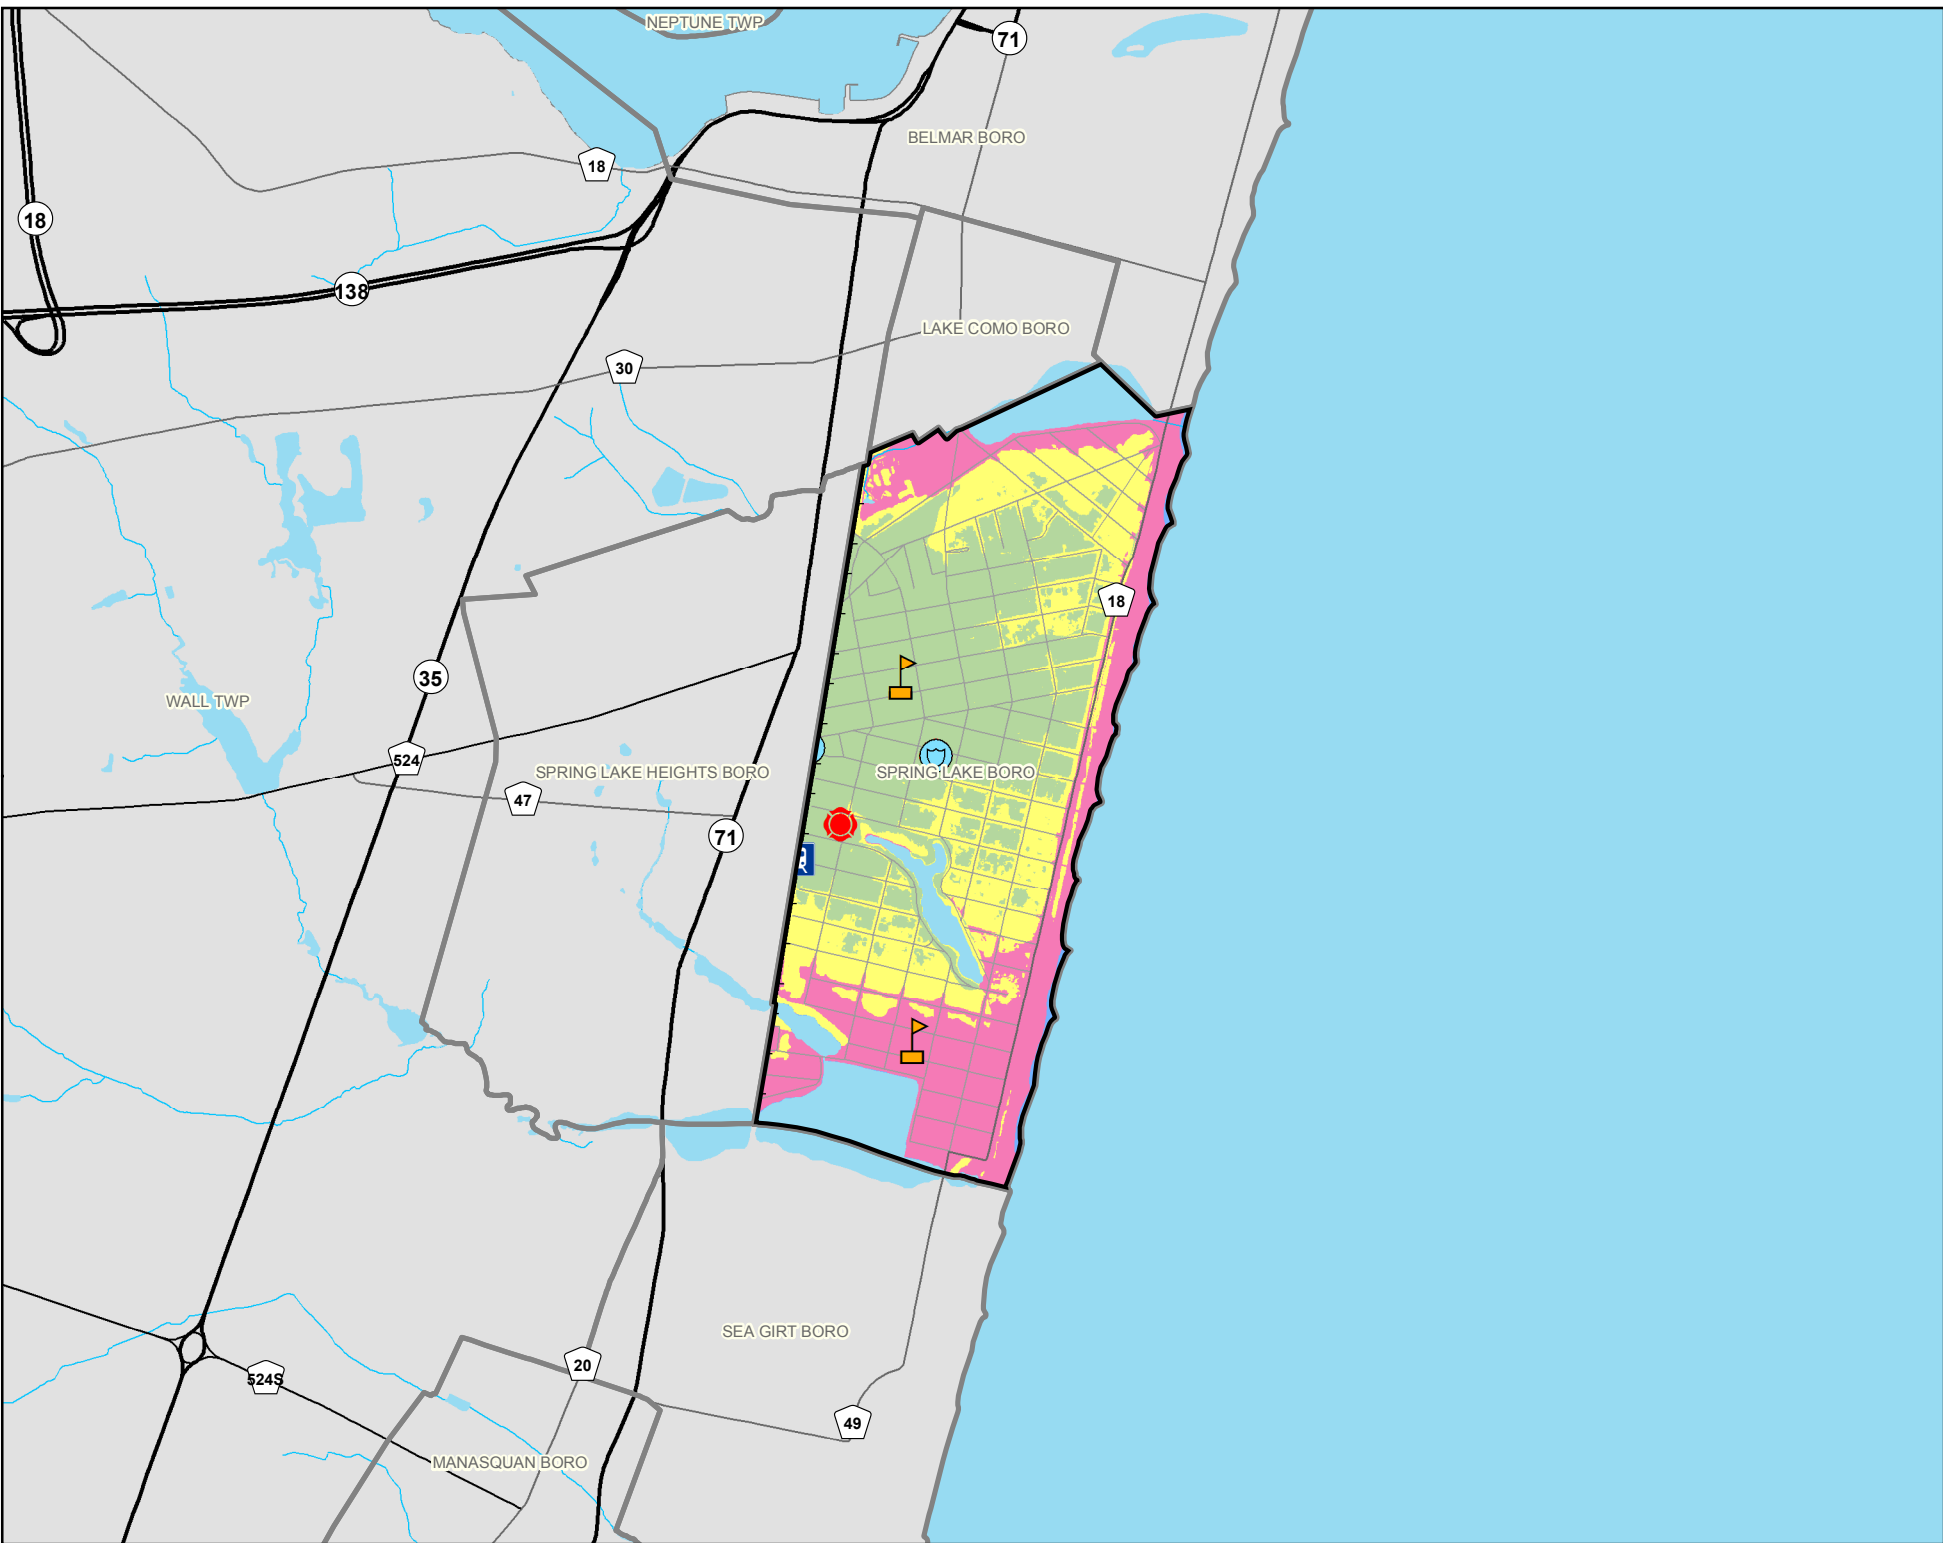 NEPTUNE TWP
71
BELMAR BORO
18
18
138
LAKE COMO BORO
30
18
35
WALL TWP
524
SPRING LAKE HEIGHTS BORO
SPRING LAKE BORO
47
71
SEA GIRT BORO
20
524S
49
MANASQUAN BORO